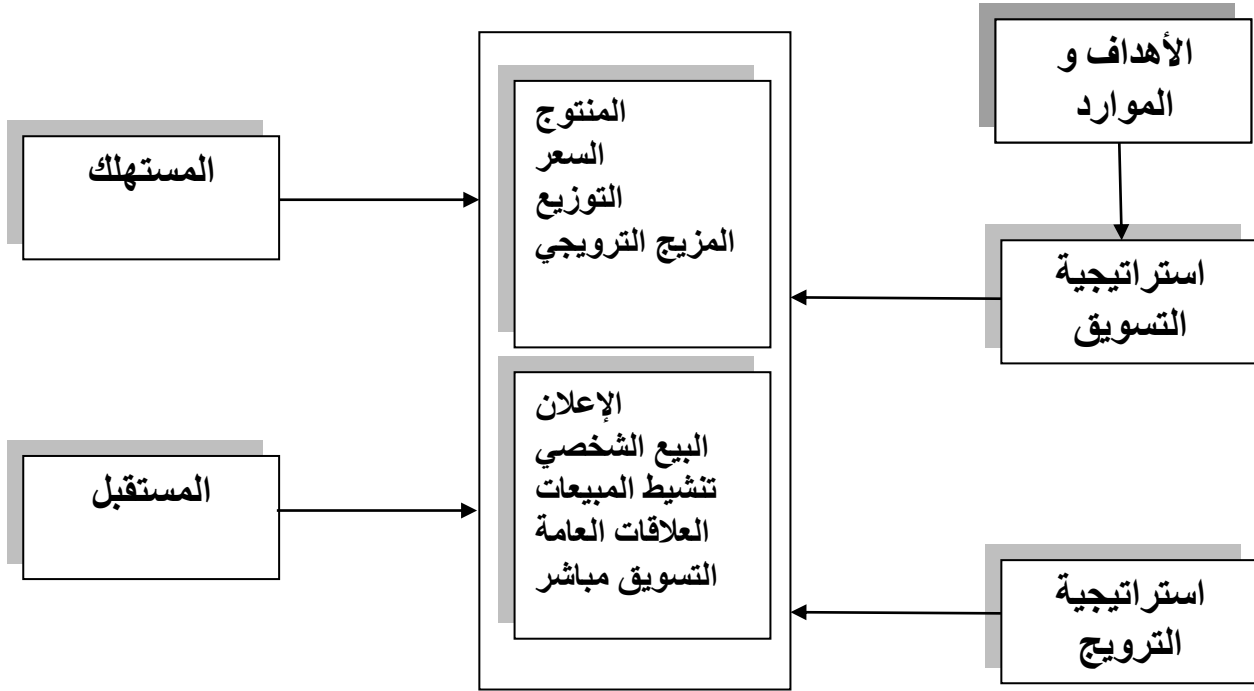 الأهداف و
الموارد
استراتيجية
التسويق
استراتيجية
الترويج
المنتوج
السعر
التوزيع
المزيج الترويجي
الإعلان
البيع الشخصي
تنشيط المبيعات
العلاقات العامة
التسويق مباشر
المستهلك
المستقبل